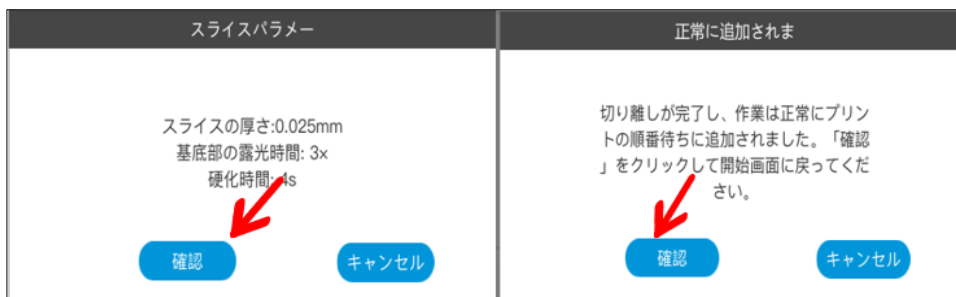 スライスパラメー
スライスの厚さ:0.025mm
基底部の露光時間: 3×
硬化時間: 4s
確認
キャンセル
正常に追加されま
切り離しが完了し、作業は正常にプリン
トの順番待ちに追加されました。「確認
」をクリックして開始画面に戻ってくだ
さい。
確認
キャンセル